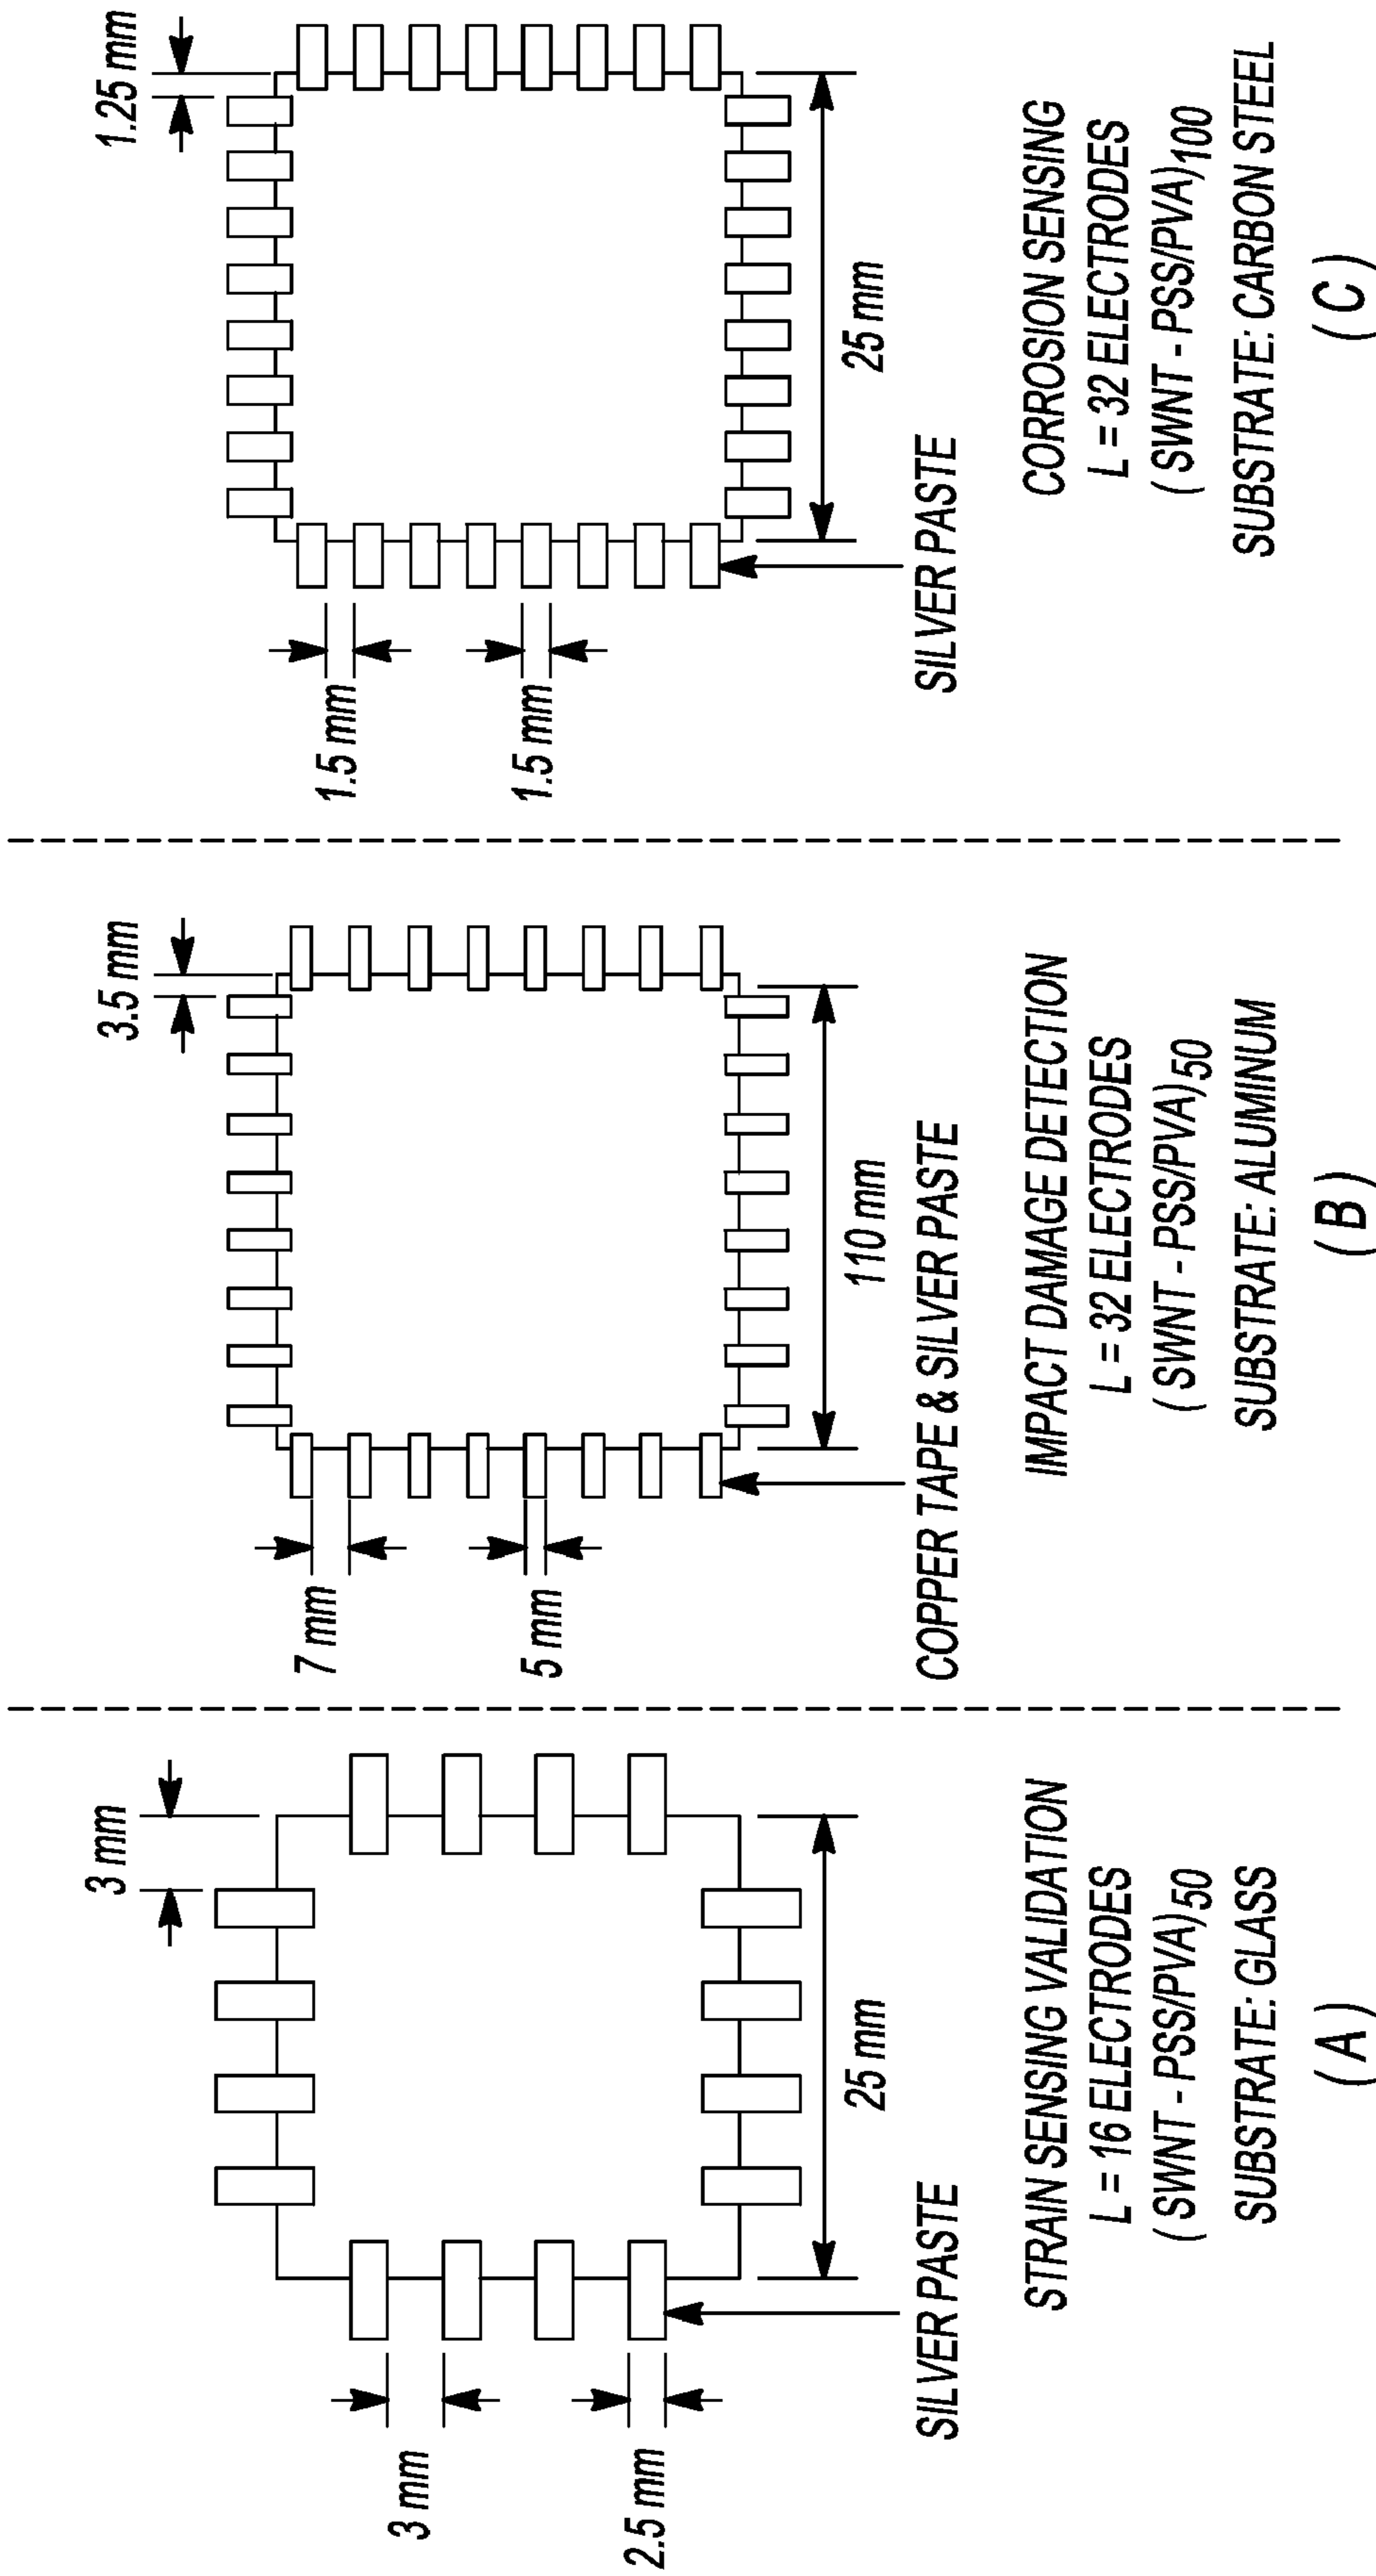 3 mm
3 mm
2.5 mm
25 mm
SILVER PASTE
STRAIN SENSING VALIDATION
L = 16 ELECTRODES
( SWNT - PSS/PVA)50
SUBSTRATE: GLASS
( A )
3.5 mm
7 mm
5 mm
110 mm
COPPER TAPE & SILVER PASTE
IMPACT DAMAGE DETECTION
L = 32 ELECTRODES
( SWNT - PSS/PVA)50
SUBSTRATE: ALUMINUM
( B )
1.25 mm
1.5 mm
1.5 mm
25 mm
SILVER PASTE
CORROSION SENSING
L = 32 ELECTRODES
( SWNT - PSS/PVA)100
SUBSTRATE: CARBON STEEL
( C )